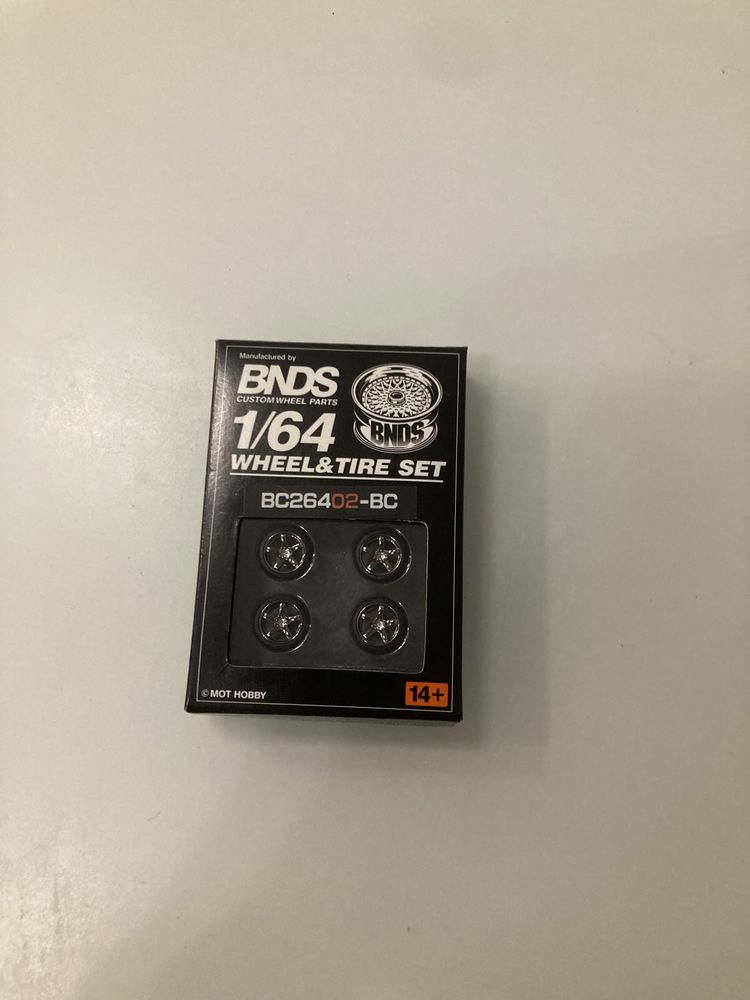 Manufactured by
BNDS
CUSTOM WHEEL PARTS
BNDS
1/64
WHEEL&TIRE SET
BC26402-BC
© MOT HOBBY
14+